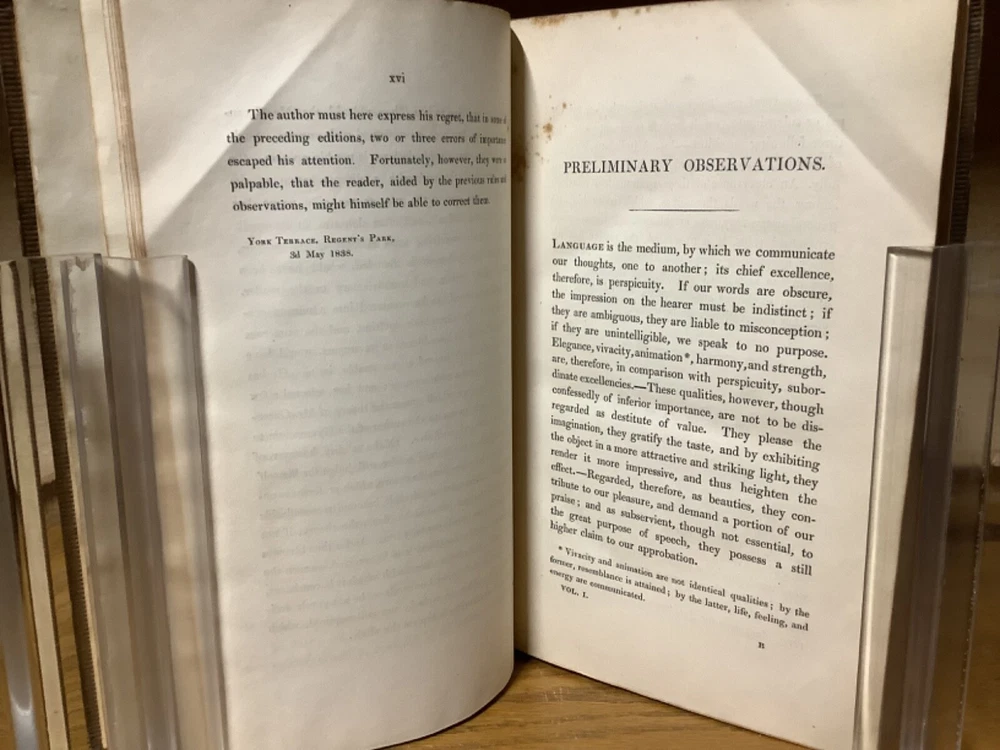 xvi
The author must here express his regret, that in some of
the preceding editions, two or three errors of importance
escaped his attention. Fortunately, however, they were so
palpable, that the reader, aided by the previous rules and
observations, might himself be able to correct them.
York Terrace, Regent's Park,
3d May 1838.
PRELIMINARY OBSERVATIONS.
Language is the medium, by which we communicate
our thoughts, one to another; its chief excellence,
therefore, is perspicuity. If our words are obscure,
the impression on the hearer must be indistinct; if
they are ambiguous, they are liable to misconception;
if they are unintelligible, we speak to no purpose.
Elegance, vivacity, animation*, harmony, and strength,
are, therefore, in comparison with perspicuity, subor-
dinate excellencies.—These qualities, however, though
confessedly of inferior importance, are not to be dis-
regarded as destitute of value. They please the
imagination, they gratify the taste, and by exhibiting
the object in a more attractive and striking light, they
render it more impressive, and thus heighten the
effect.—Regarded, therefore, as beauties, they con-
tribute to our pleasure, and demand a portion of our
praise; and as subservient, though not essential, to
the great purpose of speech, they possess a still
higher claim to our approbation.
* Vivacity and animation are not identical qualities; by the
former, resemblance is attained; by the latter, life, feeling, and
energy are communicated.
VOL. I.
B